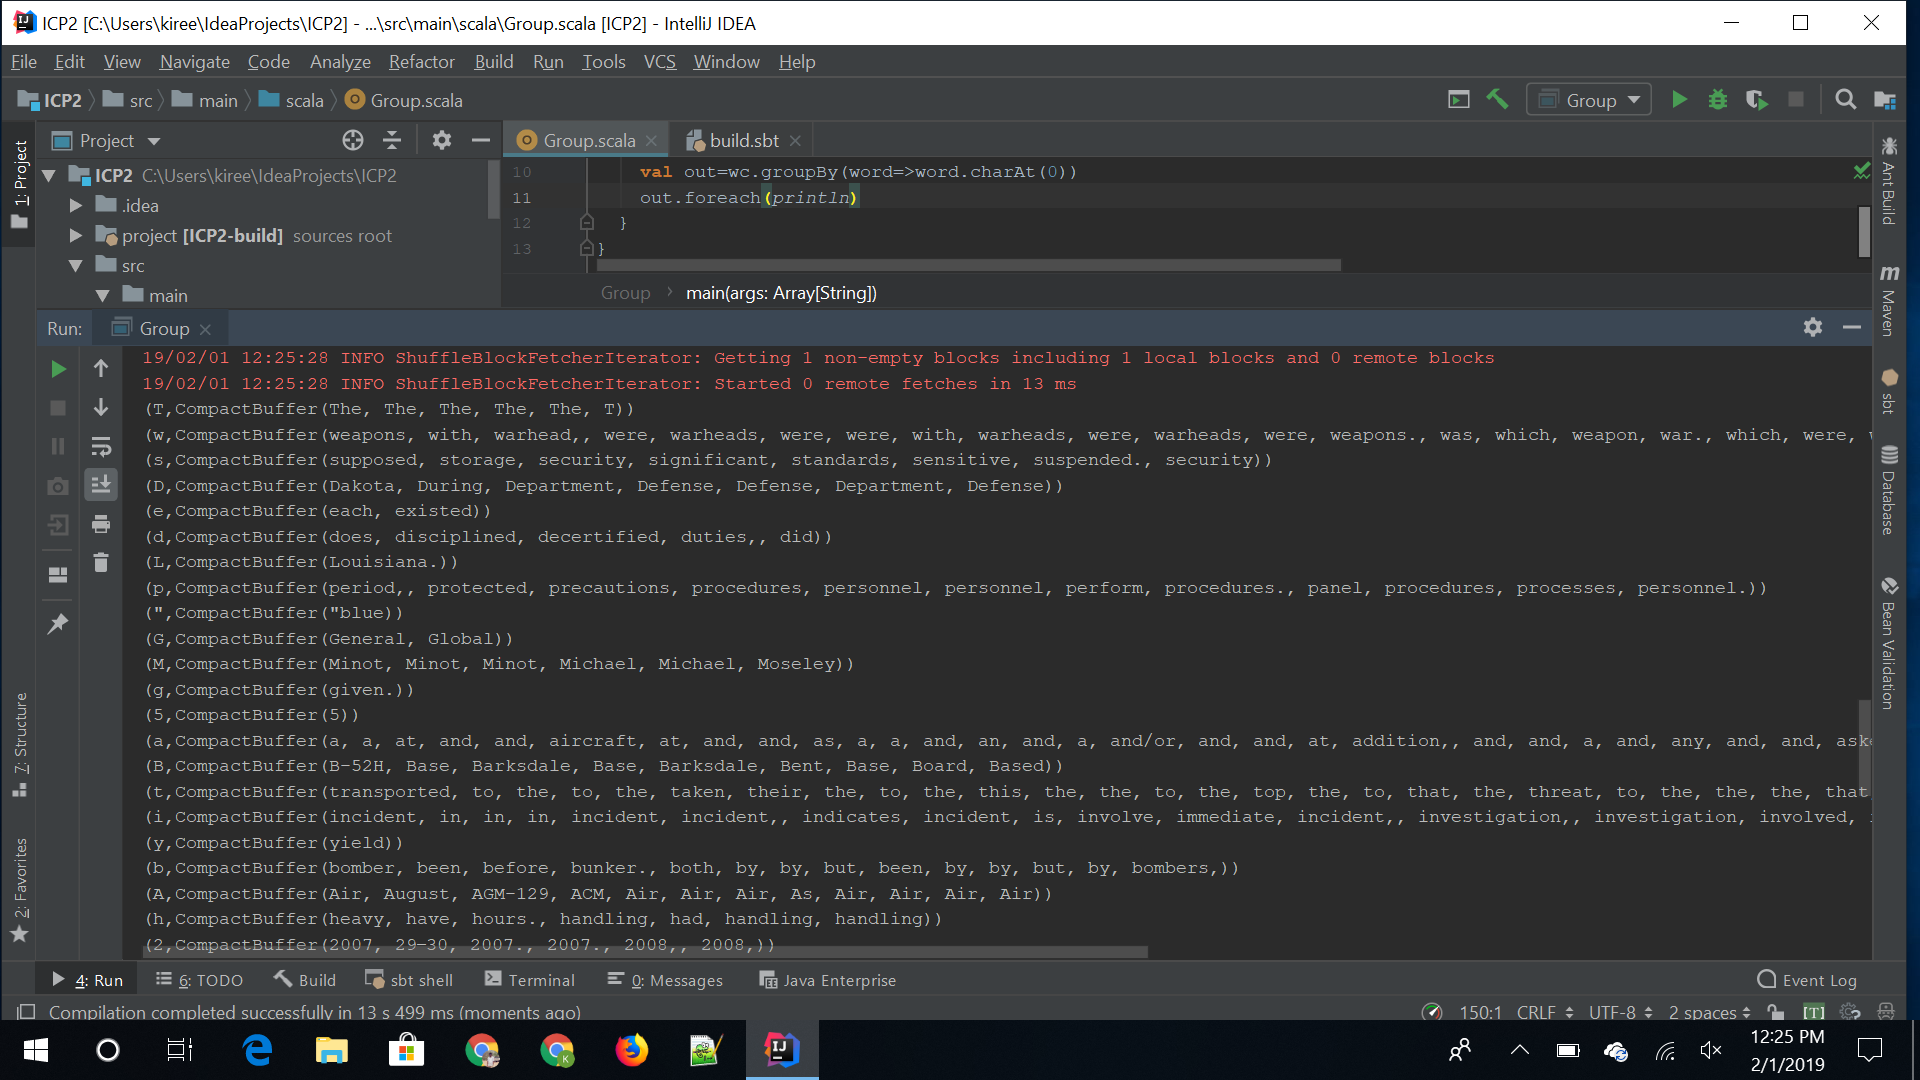 ICP2 [C:\Users\kiree\IdeaProjects\ICP2] - ...\src\main\scala\Group.scala [ICP2] - IntelliJ IDEA
File Edit View Navigate Code Analyze Refactor Build Run Tools VCS Window Help
ICP2 src main scala Group.scala Group
Project Group.scala build.sbt
1: Project
ICP2 C:\Users\kiree\IdeaProjects\ICP2
.idea
project [ICP2-build] sources root
src
main
10 val out=wc.groupBy(word=>word.charAt(0))
11 out.foreach(println)
12 }
13 }
Group main(args: Array[String])
Ant Build
Maven
sbt
Database
Bean Validation
Run: Group
19/02/01 12:25:28 INFO ShuffleBlockFetcherIterator: Getting 1 non-empty blocks including 1 local blocks and 0 remote blocks
19/02/01 12:25:28 INFO ShuffleBlockFetcherIterator: Started 0 remote fetches in 13 ms
(T,CompactBuffer(The, The, The, The, The, T))
(w,CompactBuffer(weapons, with, warhead,, were, warheads, were, were, with, warheads, were, warheads, were, weapons., was, which, weapon, war., which, were,
(s,CompactBuffer(supposed, storage, security, significant, standards, sensitive, suspended., security))
(D,CompactBuffer(Dakota, During, Department, Defense, Defense, Department, Defense))
(e,CompactBuffer(each, existed))
(d,CompactBuffer(does, disciplined, decertified, duties,, did))
(L,CompactBuffer(Louisiana.))
(p,CompactBuffer(period,, protected, precautions, procedures, personnel, personnel, perform, procedures., panel, procedures, processes, personnel.))
(",CompactBuffer("blue))
(G,CompactBuffer(General, Global))
(M,CompactBuffer(Minot, Minot, Minot, Michael, Michael, Moseley))
(g,CompactBuffer(given.))
(5,CompactBuffer(5))
(a,CompactBuffer(a, a, at, and, and, aircraft, at, and, and, as, a, a, and, an, and, a, and/or, and, and, at, addition,, and, and, a, and, any, and, and, ask
(B,CompactBuffer(B-52H, Base, Barksdale, Base, Barksdale, Bent, Base, Board, Based))
(t,CompactBuffer(transported, to, the, to, the, taken, their, the, to, the, this, the, the, to, the, top, the, to, that, the, threat, to, the, the, the, that
(i,CompactBuffer(incident, in, in, in, incident, incident,, indicates, incident, is, involve, immediate, incident,, investigation,, investigation, involved,
(y,CompactBuffer(yield))
(b,CompactBuffer(bomber, been, before, bunker., both, by, by, but, been, by, by, but, by, bombers,))
(A,CompactBuffer(Air, August, AGM-129, ACM, Air, Air, Air, As, Air, Air, Air, Air))
(h,CompactBuffer(heavy, have, hours., handling, had, handling, handling))
(2,CompactBuffer(2007, 29-30, 2007., 2007., 2008,, 2008,))
7: Structure
2: Favorites
4: Run 6: TODO Build sbt shell Terminal 0: Messages Java Enterprise Event Log
Compilation completed successfully in 13 s 499 ms (moments ago) 150:1 CRLF UTF-8 2 spaces [T]
12:25 PM
2/1/2019